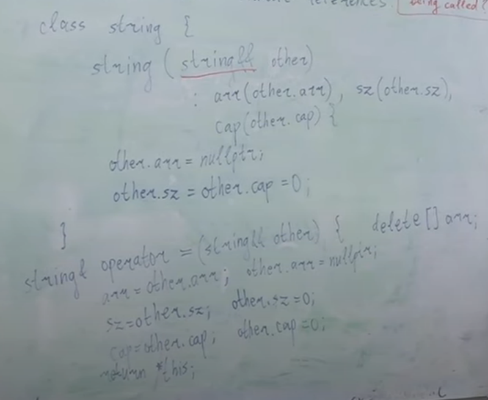 references being called?
class string {
string ( string&& other)
: arr(other.arr), sz(other.sz),
cap(other.cap) {
other.arr = nullptr;
other.sz = other.cap = 0;
}
string& operator = (string&& other) { delete[] arr;
arr = other.arr; other.arr = nullptr;
sz = other.sz; other.sz = 0;
cap = other.cap; other.cap = 0;
return *this;